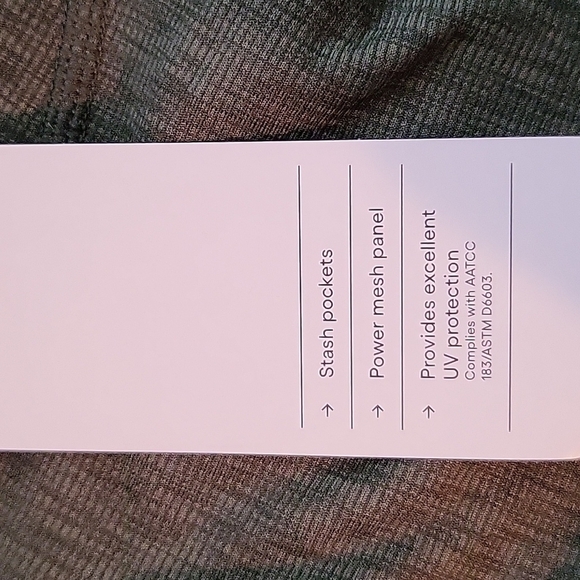 → Stash pockets
→ Power mesh panel
→ Provides excellent
UV protection
Complies with AATCC
183/ASTM D6603.